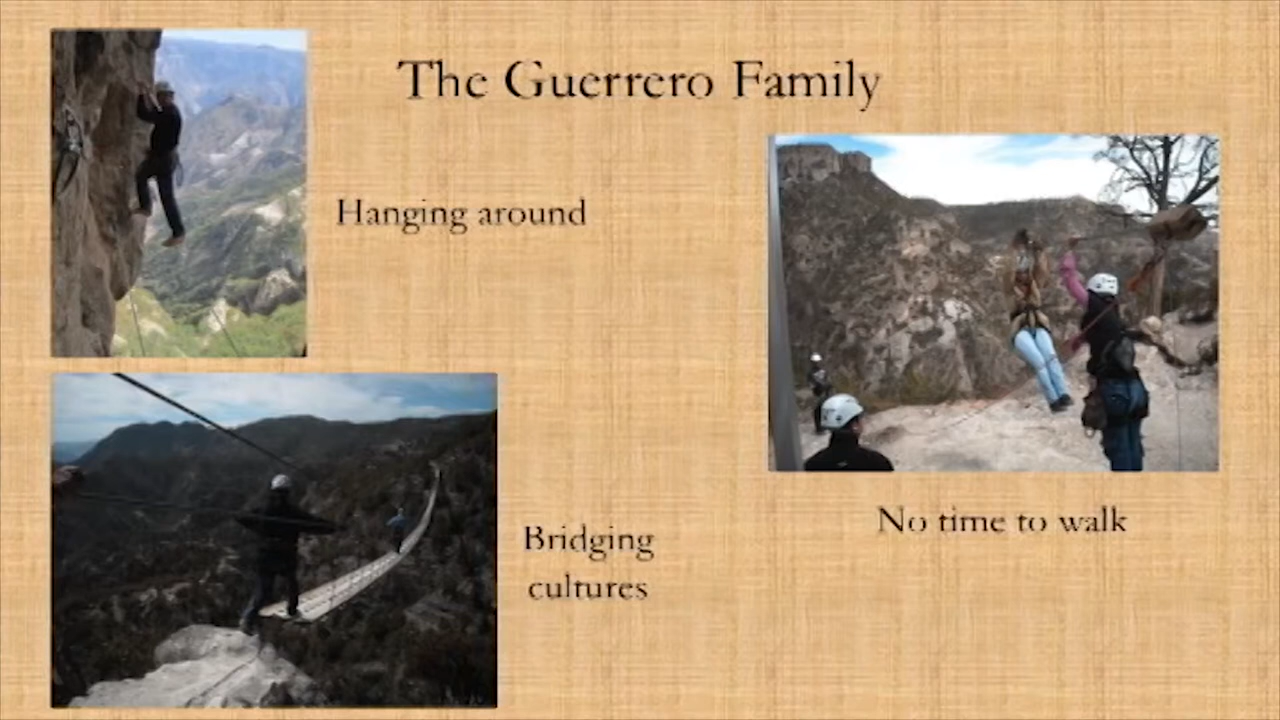 The Guerrero Family
Hanging around
No time to walk
Bridging
cultures